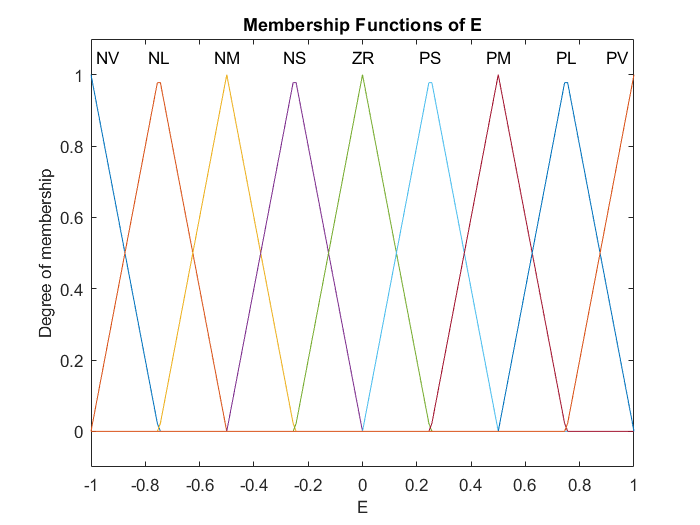 Membership Functions of E
NV NL NM NS ZR PS PM PL PV
1
0.8
0.6
0.4
0.2
0
Degree of membership
-1 -0.8 -0.6 -0.4 -0.2 0 0.2 0.4 0.6 0.8 1
E